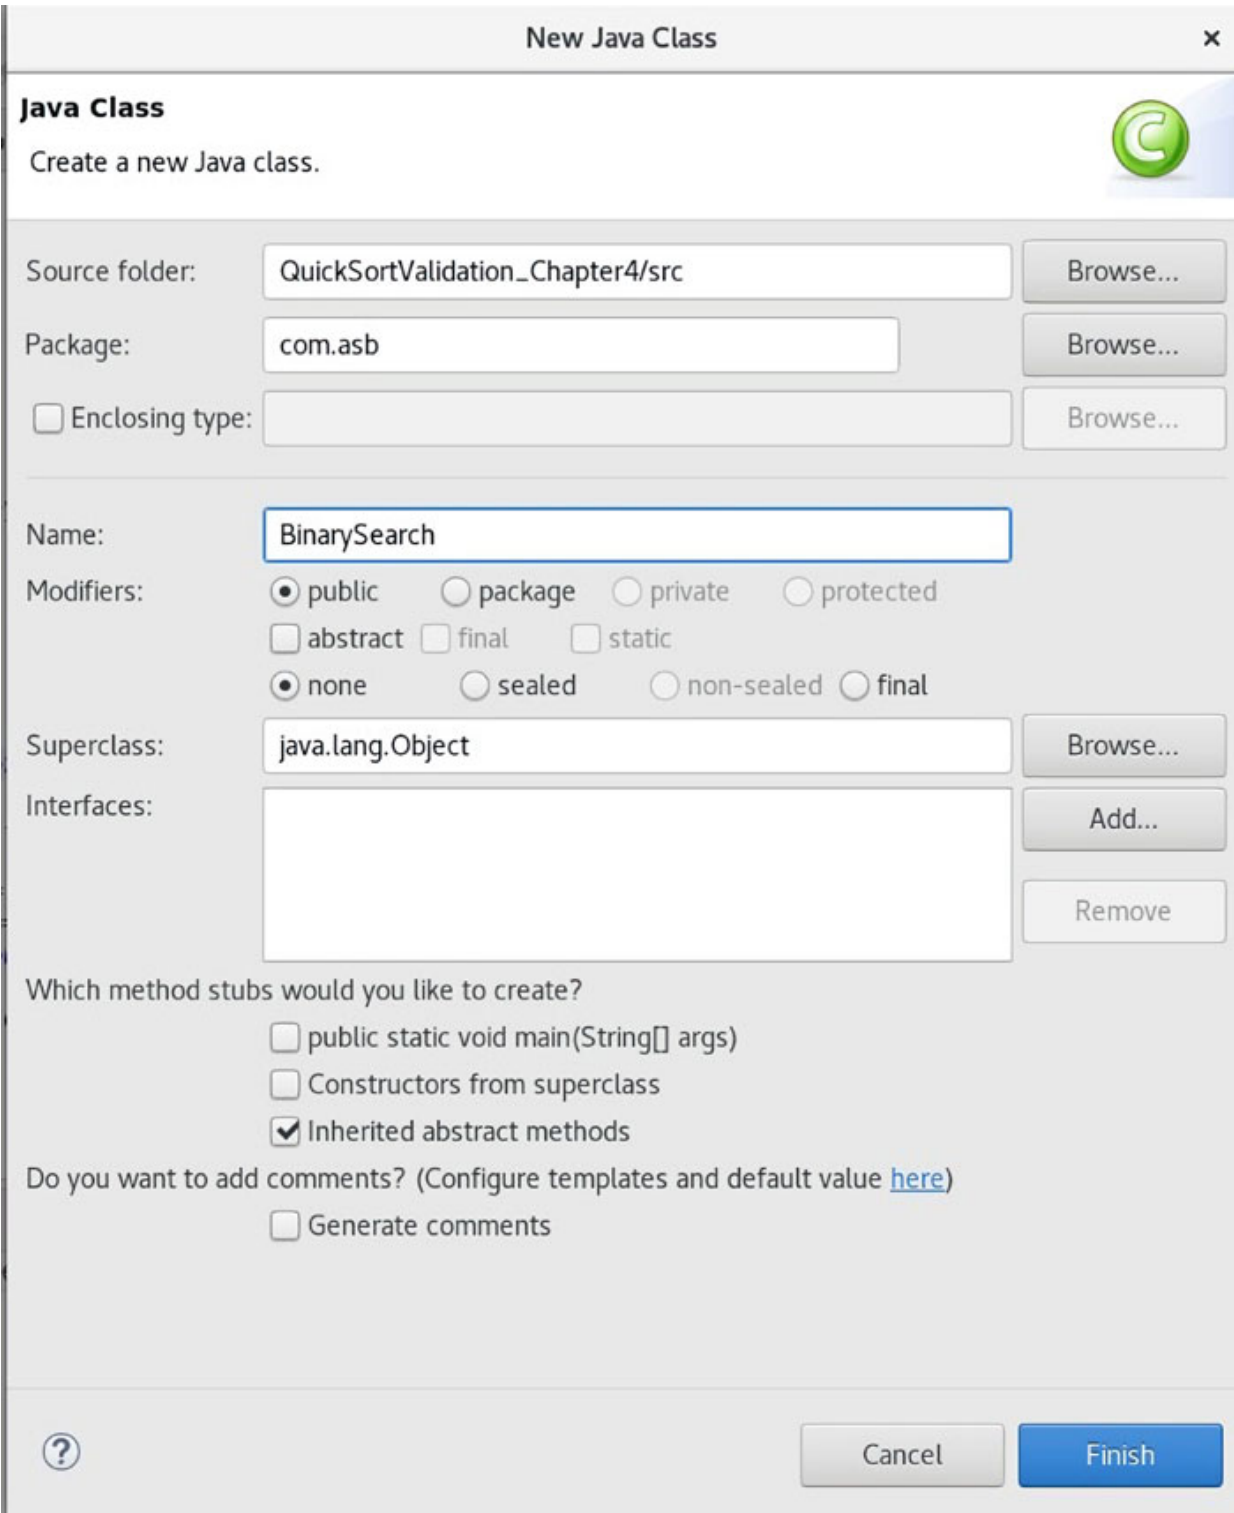 New Java Class ×
Java Class
Create a new Java class.
Source folder: QuickSortValidation_Chapter4/src Browse...
Package: com.asb Browse...
Enclosing type: Browse...
Name: BinarySearch
Modifiers: public package private protected
abstract final static
none sealed non-sealed final
Superclass: java.lang.Object Browse...
Interfaces: Add...
Remove
Which method stubs would you like to create?
public static void main(String[] args)
Constructors from superclass
Inherited abstract methods
Do you want to add comments? (Configure templates and default value here)
Generate comments
? Cancel Finish